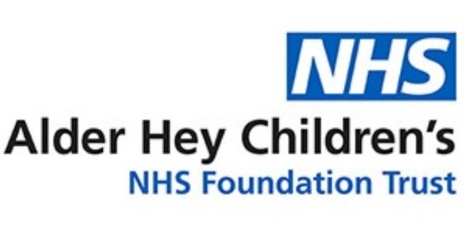 NHS
Alder Hey Children's
NHS Foundation Trust